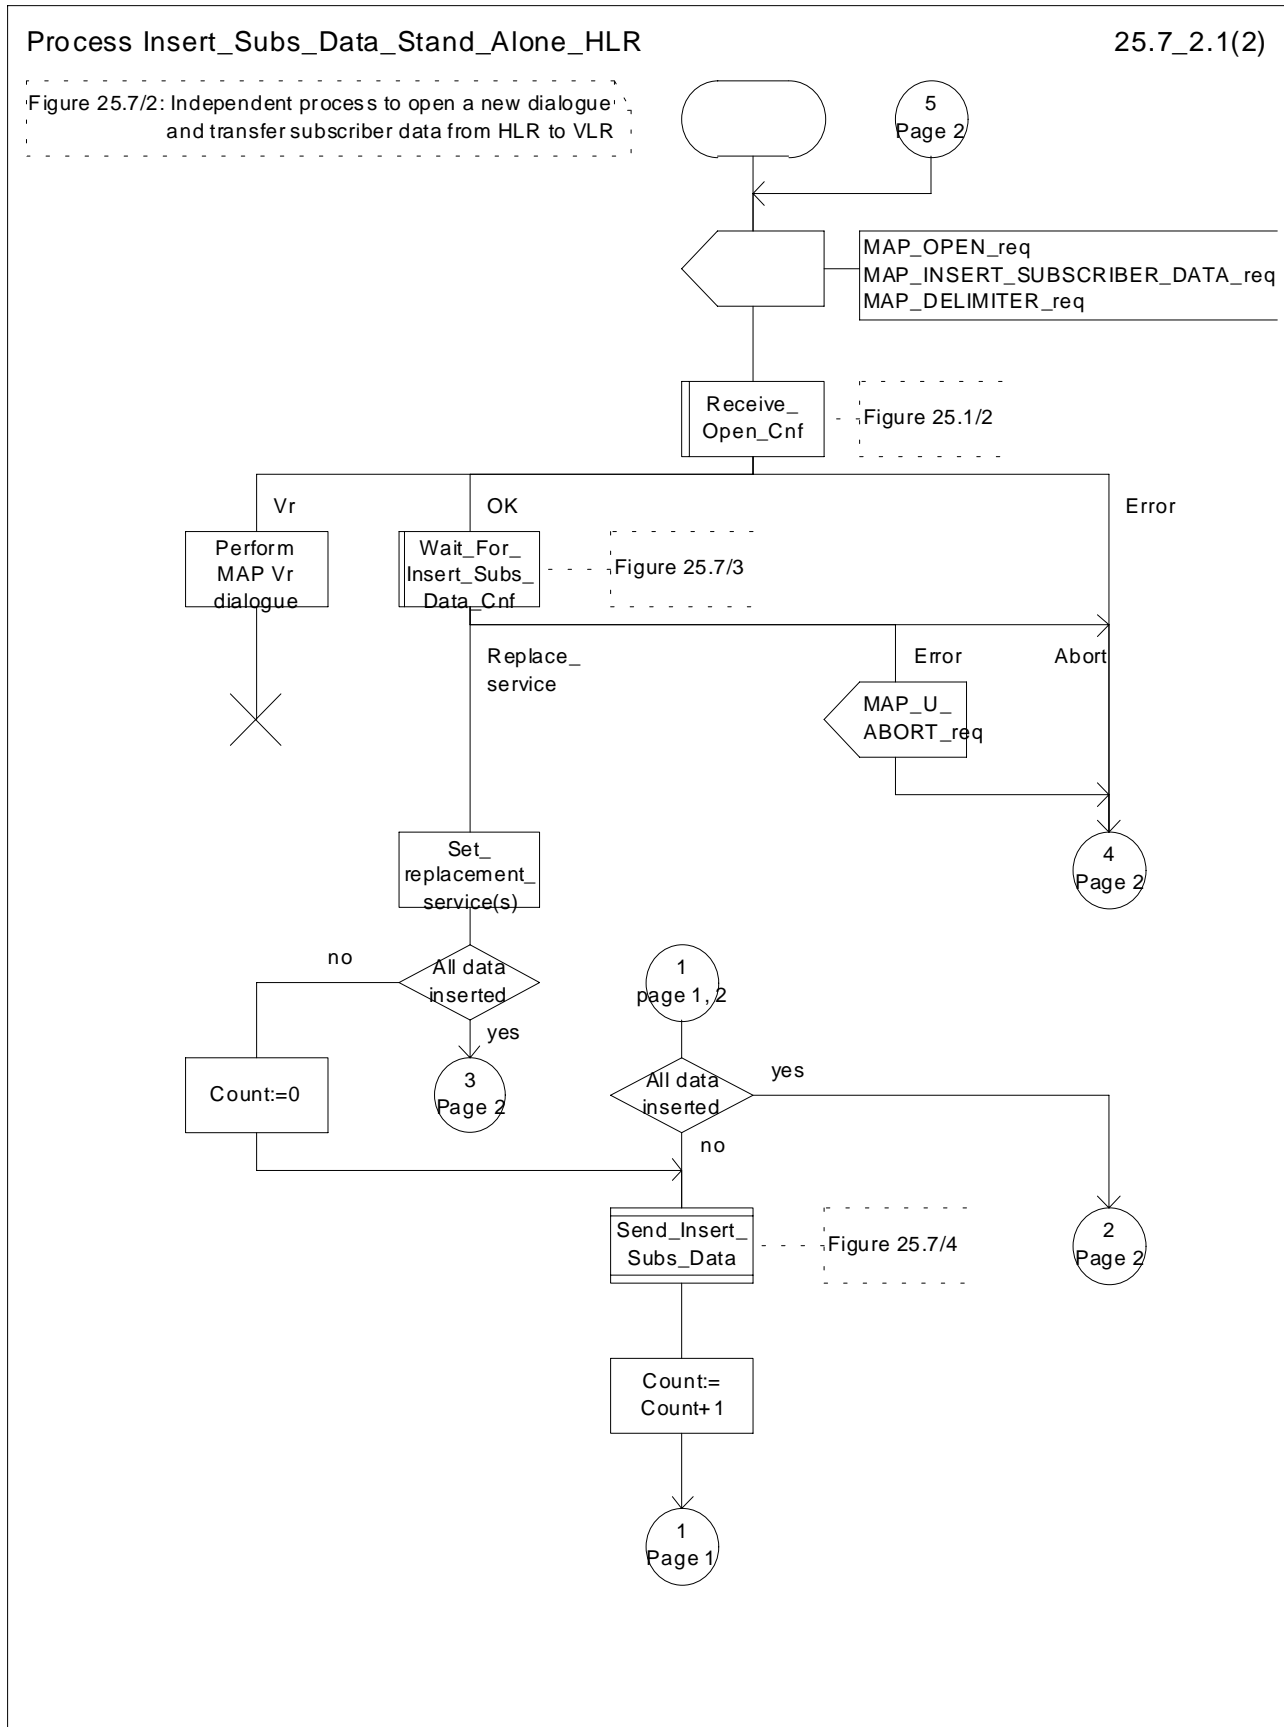 Process Insert_Subs_Data_Stand_Alone_HLR
25.7_2.1(2)
Figure 25.7/2: Independent process to open a new dialogue
and transfer subscriber data from HLR to VLR
5
Page 2
MAP_OPEN_req
MAP_INSERT_SUBSCRIBER_DATA_req
MAP_DELIMITER_req
Receive_
Open_Cnf
Figure 25.1/2
Vr
OK
Error
Perform
MAP Vr
dialogue
Wait_For_
Insert_Subs_
Data_Cnf
Figure 25.7/3
Replace_
service
Error
Abort
MAP_U_
ABORT_req
Set_
replacement_
service(s)
4
Page 2
no
All data
inserted
yes
1
page 1, 2
Count:=0
3
Page 2
All data
inserted
yes
no
Send_Insert_
Subs_Data
Figure 25.7/4
2
Page 2
Count:=
Count+1
1
Page 1